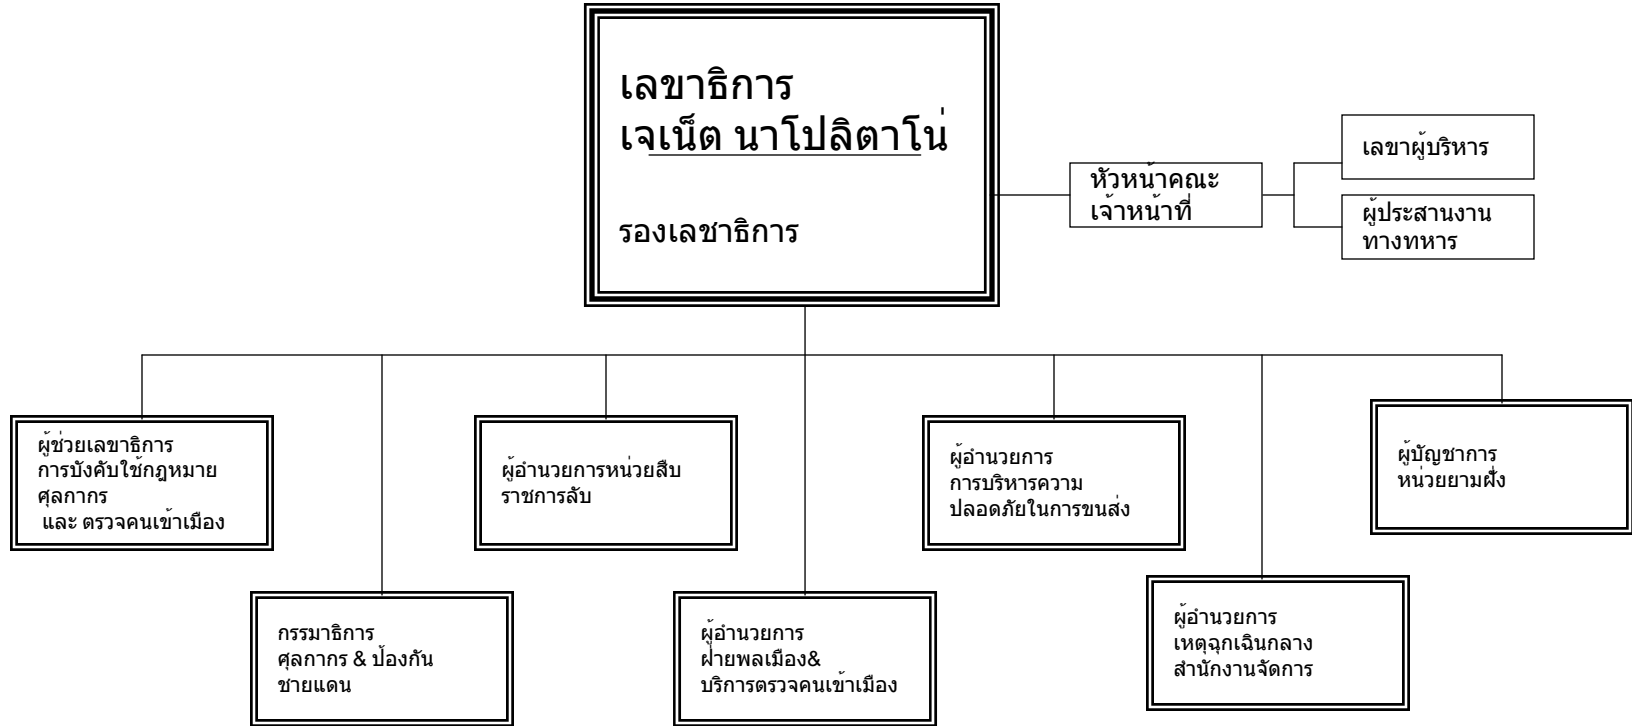 เลขาธิการ
เจเน็ต นาโปลิตาโน่
รองเลชาธิการ
หัวหน้าคณะ
เจ้าหน้าที่
เลขาผู้บริหาร
ผู้ประสานงาน
ทางทหาร
ผู้ช่วยเลขาธิการ
การบังคับใช้กฎหมาย
ศุลกากร
และ ตรวจคนเข้าเมือง
ผู้อำนวยการหน่วยสืบ
ราชการลับ
ผู้อำนวยการ
การบริหารความ
ปลอดภัยในการขนส่ง
ผู้บัญชาการ
หน่วยยามฝั่ง
กรรมาธิการ
ศุลกากร & ป้องกัน
ชายแดน
ผู้อำนวยการ
ฝ่ายพลเมือง&
บริการตรวจคนเข้าเมือง
ผู้อำนวยการ
เหตุฉุกเฉินกลาง
สำนักงานจัดการ